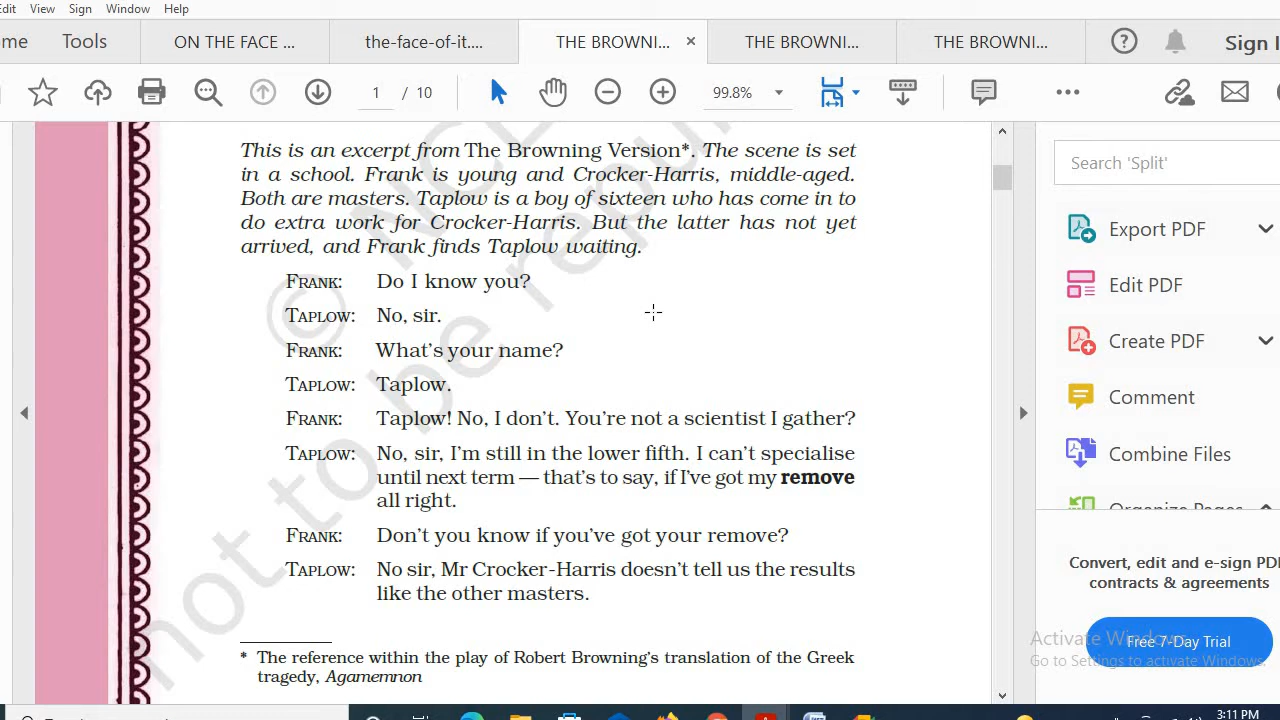 Edit View Sign Window Help
ome Tools ON THE FACE ... the-face-of-it.... THE BROWNI... × THE BROWNI... THE BROWNI... Sign I
1 / 10 99.8%
This is an excerpt from The Browning Version*. The scene is set
in a school. Frank is young and Crocker-Harris, middle-aged.
Both are masters. Taplow is a boy of sixteen who has come in to
do extra work for Crocker-Harris. But the latter has not yet
arrived, and Frank finds Taplow waiting.
FRANK: Do I know you?
TAPLOW: No, sir.
FRANK: What's your name?
TAPLOW: Taplow.
FRANK: Taplow! No, I don't. You're not a scientist I gather?
TAPLOW: No, sir, I'm still in the lower fifth. I can't specialise
until next term — that's to say, if I've got my remove
all right.
FRANK: Don't you know if you've got your remove?
TAPLOW: No sir, Mr Crocker-Harris doesn't tell us the results
like the other masters.
* The reference within the play of Robert Browning's translation of the Greek
tragedy, Agamemnon
© NCE
not to be repu
Search 'Split'
Export PDF
Edit PDF
Create PDF
Comment
Combine Files
Organize Pages
Convert, edit and e-sign PD
contracts & agreements
Free 7-Day Trial
Activate Windows
Go to Settings to activate Windows.
3:11 PM